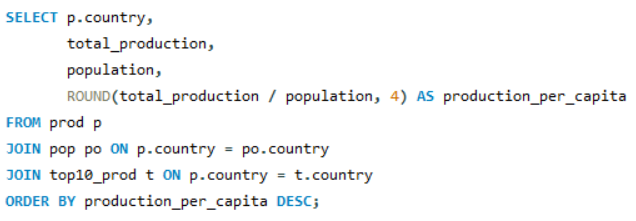 SELECT p.country,
       total_production,
       population,
       ROUND(total_production / population, 4) AS production_per_capita
FROM prod p
JOIN pop po ON p.country = po.country
JOIN top10_prod t ON p.country = t.country
ORDER BY production_per_capita DESC;